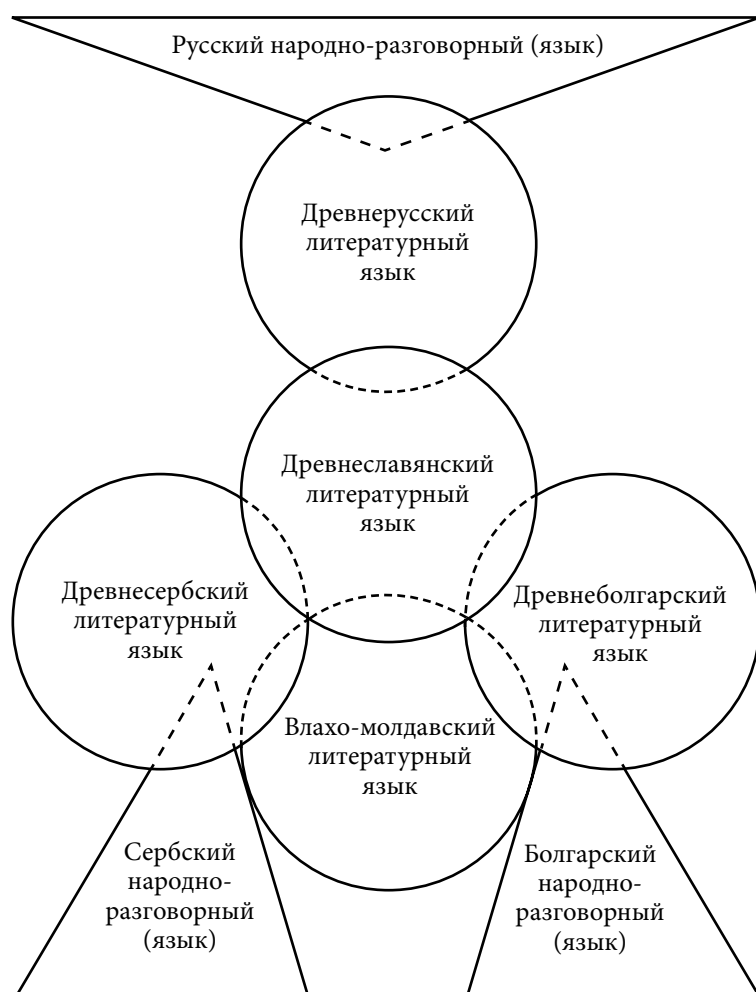 Русский народно-разговорный (язык)
Древнерусский
литературный
язык
Древнеславянский
литературный
язык
Древнесербский
литературный
язык
Древнеболгарский
литературный
язык
Влахо-молдавский
литературный
язык
Сербский
народно-
разговорный
(язык)
Болгарский
народно-
разговорный
(язык)